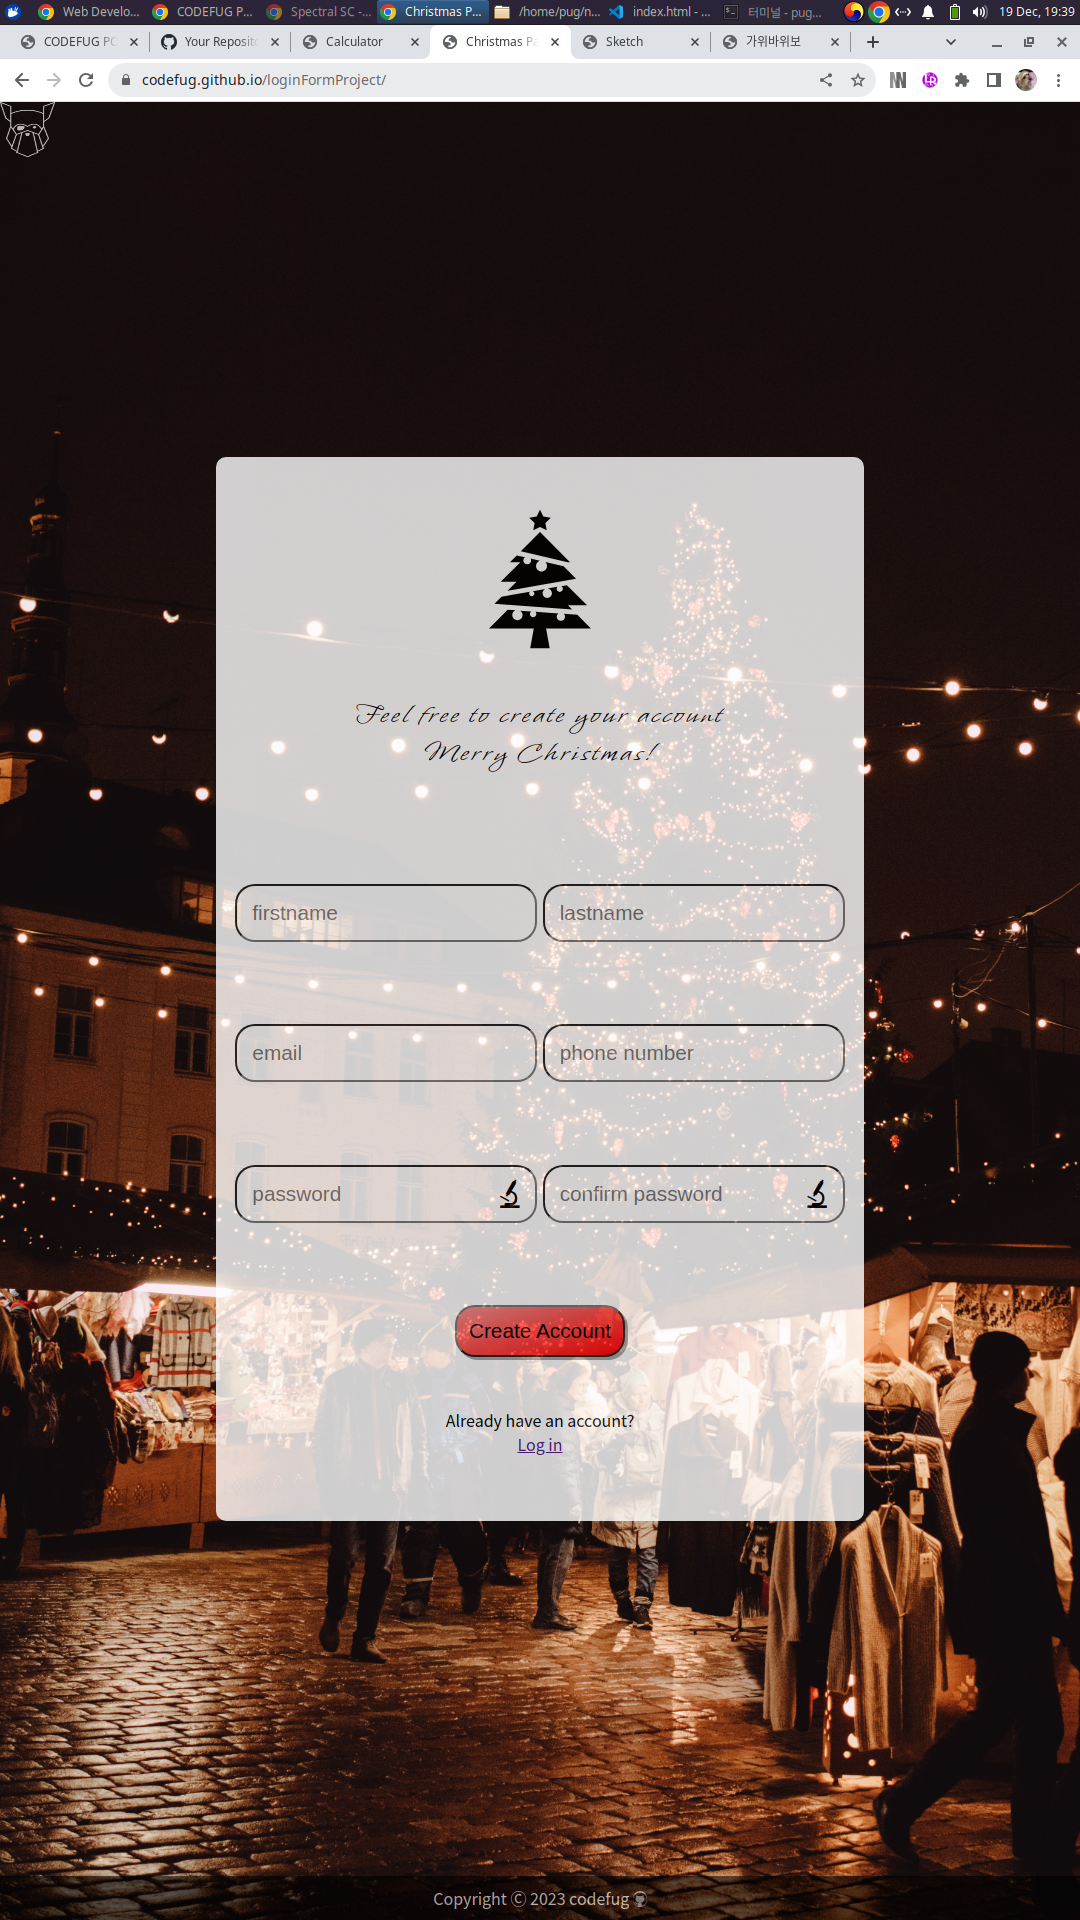 Web Develo...
CODEFUG P...
Spectral SC -...
Christmas P...
/home/pug/n...
index.html - ...
터미널 - pug...
19 Dec, 19:39
CODEFUG PO
Your Reposito
Calculator
Christmas Pa
Sketch
가위바위보
codefug.github.io/loginFormProject/
Feel free to create your account
Merry Christmas!
firstname
lastname
email
phone number
password
confirm password
Create Account
Already have an account?
Log in
Copyright Ⓒ 2023 codefug